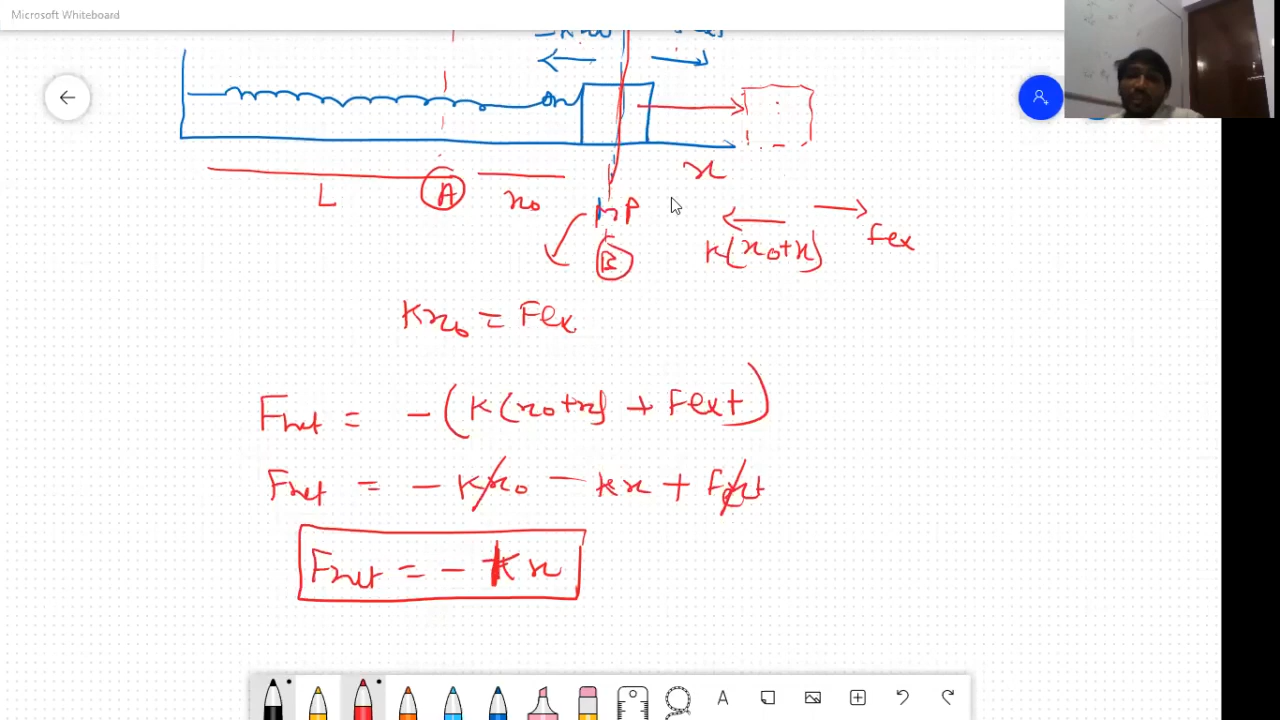 Microsoft Whiteboard
L
A
x₀
MP
x
B
K(x₀+x)
Fex
Kx₀ = Fex
Fnet = -(K(x₀+x) + Fext)
Fnet = - Kx₀ - Kx + Fext
Fnet = - Kx
A